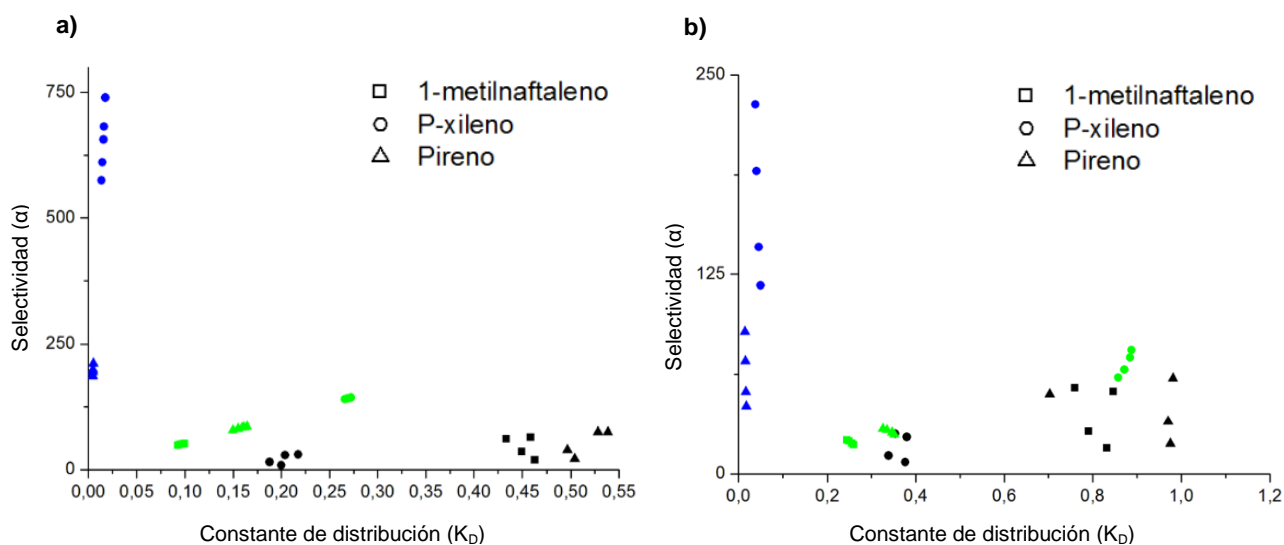 a)
750
500
250
0
Selectividad (α)
1-metilnaftaleno
P-xileno
Pireno
0,00 0,05 0,10 0,15 0,20 0,25 0,30 0,35 0,40 0,45 0,50 0,55
Constante de distribución (K_D)
b)
250
125
0
Selectividad (α)
1-metilnaftaleno
P-xileno
Pireno
0,0 0,2 0,4 0,6 0,8 1,0 1,2
Constante de distribución (K_D)